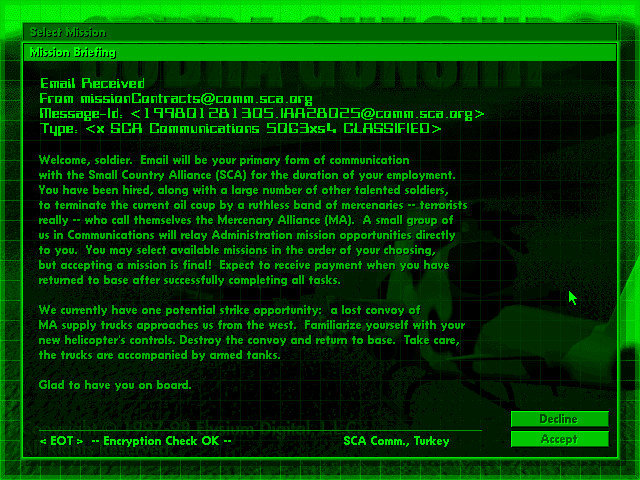 COBRA GUNSHIP
Select Mission
Mission Briefing
Email Received
From missionContracts@comm.sca.org
Message-Id: <199801281305.IAA28025@comm.sca.org>
Type: <x SCA Communications SOG3xs4 CLASSIFIED>
Welcome, soldier. Email will be your primary form of communication
with the Small Country Alliance (SCA) for the duration of your employment.
You have been hired, along with a large number of other talented soldiers,
to terminate the current oil coup by a ruthless band of mercenaries -- terrorists
really -- who call themselves the Mercenary Alliance (MA). A small group of
us in Communications will relay Administration mission opportunities directly
to you. You may select available missions in the order of your choosing,
but accepting a mission is final! Expect to receive payment when you have
returned to base after successfully completing all tasks.
We currently have one potential strike opportunity: a lost convoy of
MA supply trucks approaches us from the west. Familiarize yourself with your
new helicopter's controls. Destroy the convoy and return to base. Take care,
the trucks are accompanied by armed tanks.
Glad to have you on board.
Decline
< EOT > -- Encryption Check OK -- SCA Comm., Turkey
Accept